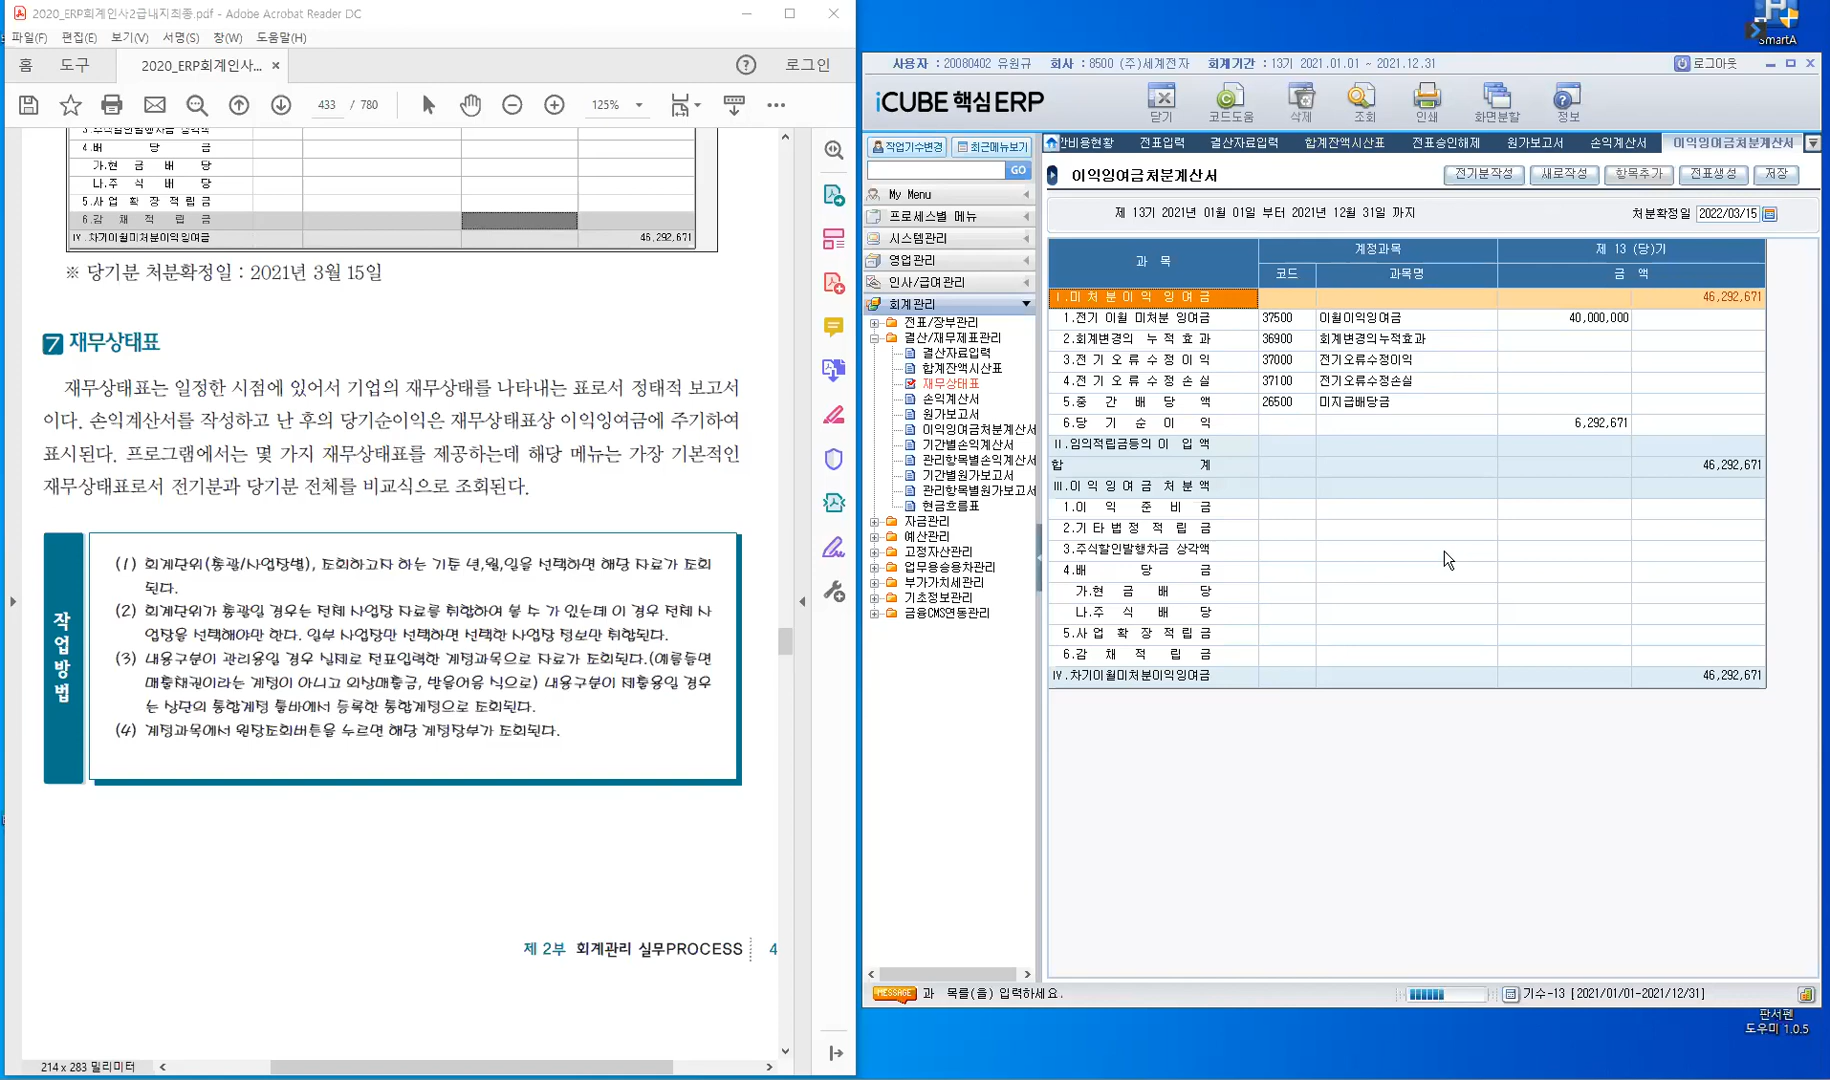 2020_ERP회계인사2급내지최종.pdf - Adobe Acrobat Reader DC
파일(F) 편집(E) 보기(V) 서명(S) 창(W) 도움말(H)
홈 도구 2020_ERP회계인사... × 로그인
433 / 780 125%
4.배 당 금
가.현 금 배 당
나.주 식 배 당
5.사 업 확 장 적 립 금
6.감 채 적 립 금
Ⅳ.차기이월미처분이익잉여금 46,292,671
※ 당기분 처분확정일 : 2021년 3월 15일
7 재무상태표
재무상태표는 일정한 시점에 있어서 기업의 재무상태를 나타내는 표로서 정태적 보고서
이다. 손익계산서를 작성하고 난 후의 당기순이익은 재무상태표상 이익잉여금에 주기하여
표시된다. 프로그램에서는 몇 가지 재무상태표를 제공하는데 해당 메뉴는 가장 기본적인
재무상태표로서 전기분과 당기분 전체를 비교식으로 조회된다.
작업방법
(1) 회계단위(통괄/사업장별), 조회하고자 하는 기툰 년,월,일을 선택하면 해당 자료가 조회
된다.
(2) 회계단위가 통괄일 경우는 전체 사업장 자료를 취합하여 볼 수 가 있는데 이 경우 전체 사
업장을 선택해야만 한다. 일부 사업장만 선택하면 선택한 사업장 정보만 취합된다.
(3) 내용구분이 관리용일 경우 실제로 전표입력한 계정과목으로 자료가 조회된다.(예를들면
매출채권이라는 계정이 아니고 외상매출금, 받을어음 식으로) 내용구분이 제출용일 경우
는 상단의 통합계정 툴바에서 등록한 통합계정으로 조회된다.
(4) 계정과목에서 원장조회버튼을 누르면 해당 계정장부가 조회된다.
제 2부 회계관리 실무PROCESS 4
214 x 283 밀리미터
SmartA
사용자 : 20080402 유원규 회사 : 8500 (주)세계전자 회계기간 : 13기 2021.01.01 ~ 2021.12.31 로그아웃
iCUBE 핵심ERP
닫기 코드도움 삭제 조회 인쇄 화면분할 정보
작업기수변경 최근메뉴보기
GO
My Menu
프로세스별 메뉴
시스템관리
영업관리
인사/급여관리
회계관리
전표/장부관리
결산/재무제표관리
결산자료입력
합계잔액시산표
재무상태표
손익계산서
원가보고서
이익잉여금처분계산서
기간별손익계산서
관리항목별손익계산서
기간별원가보고서
관리항목별원가보고서
현금흐름표
자금관리
예산관리
고정자산관리
업무용승용차관리
부가가치세관리
기초정보관리
금융CMS연동관리
간비용현황 전표입력 결산자료입력 합계잔액시산표 전표승인해제 원가보고서 손익계산서 이익잉여금처분계산서
이익잉여금처분계산서 전기분작성 새로작성 항목추가 전표생성 저장
제 13기 2021년 01월 01일 부터 2021년 12월 31일 까지 처분확정일 2022/03/15
과 목 계정과목 제 13 (당)기
코드 과목명 금 액
Ⅰ.미 처 분 이 익 잉 여 금 46,292,671
1.전기 이월 미처분 잉여금 37500 이월이익잉여금 40,000,000
2.회계변경의 누 적 효 과 36900 회계변경의누적효과
3.전 기 오 류 수 정 이 익 37000 전기오류수정이익
4.전 기 오 류 수 정 손 실 37100 전기오류수정손실
5.중 간 배 당 액 26500 미지급배당금
6.당 기 순 이 익 6,292,671
Ⅱ.임의적립금등의 이 입 액
합 계 46,292,671
Ⅲ.이 익 잉 여 금 처 분 액
1.이 익 준 비 금
2.기 타 법 정 적 립 금
3.주식할인발행차금 상각액
4.배 당 금
가.현 금 배 당
나.주 식 배 당
5.사 업 확 장 적 립 금
6.감 채 적 립 금
Ⅳ.차기이월미처분이익잉여금 46,292,671
MESSAGE 과 목를(을) 입력하세요. 기수-13 [2021/01/01-2021/12/31]
판서펜
도우미 1.0.5